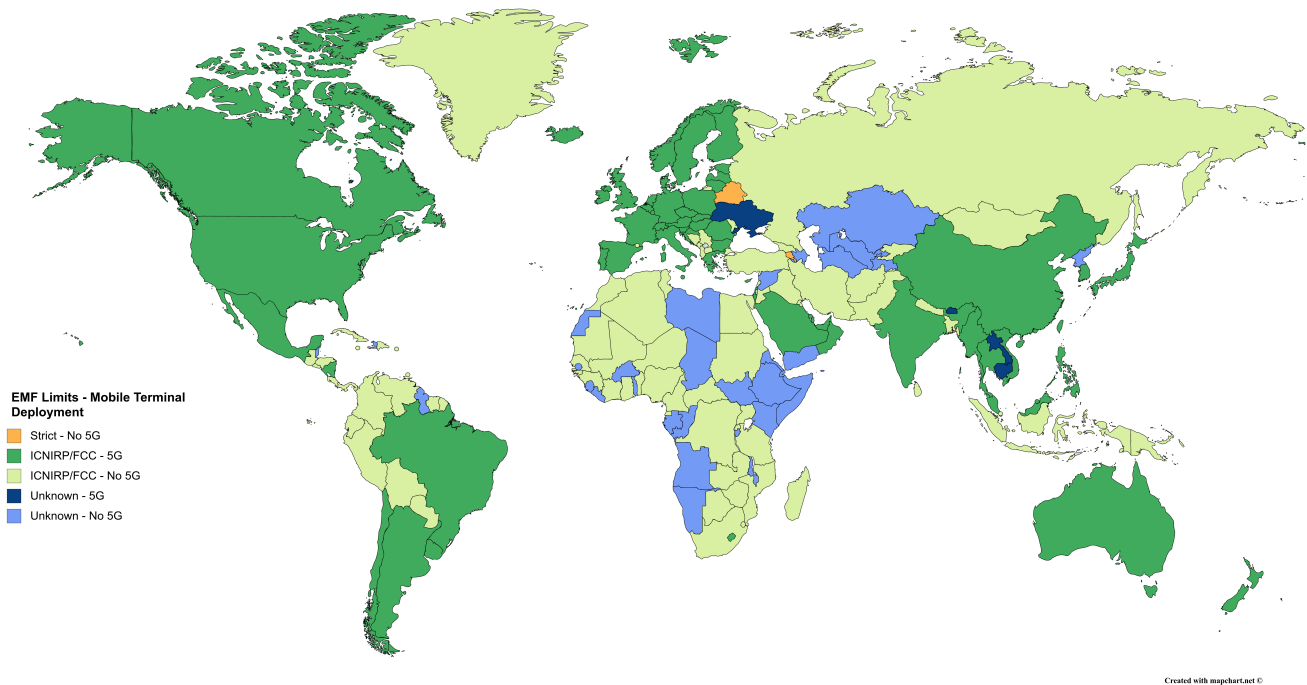 EMF Limits - Mobile Terminal
Deployment
Strict - No 5G
ICNIRP/FCC - 5G
ICNIRP/FCC - No 5G
Unknown - 5G
Unknown - No 5G
Created with mapchart.net ©